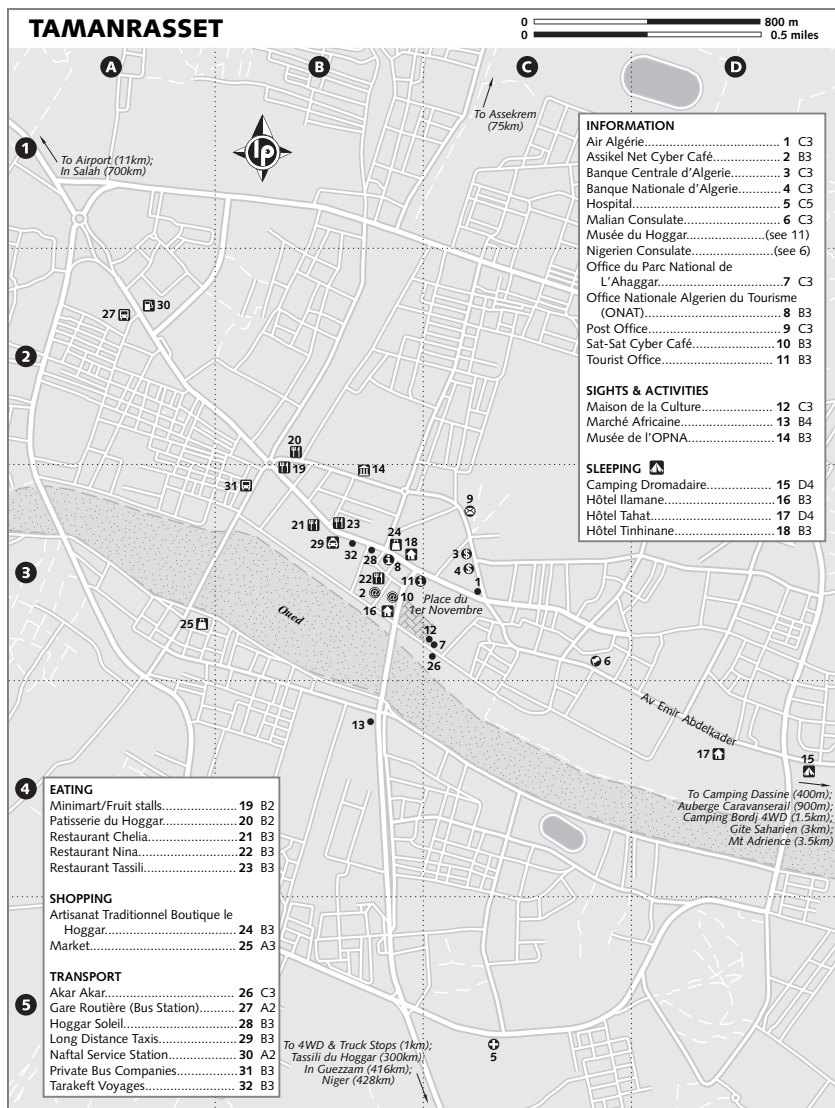 TAMANRASSET
0 800 m
0 0.5 miles
A B C D
1
2
3
4
5
lp
To Airport (11km);
In Salah (700km)
To Assekrem
(75km)
INFORMATION
Air Algérie 1 C3
Assikel Net Cyber Café 2 B3
Banque Centrale d'Algerie 3 C3
Banque Nationale d'Algerie 4 C3
Hospital 5 C5
Malian Consulate 6 C3
Musée du Hoggar (see 11)
Nigerien Consulate (see 6)
Office du Parc National de
L'Ahaggar 7 C3
Office Nationale Algerien du Tourisme
(ONAT) 8 B3
Post Office 9 C3
Sat-Sat Cyber Café 10 B3
Tourist Office 11 B3
SIGHTS & ACTIVITIES
Maison de la Culture 12 C3
Marché Africaine 13 B4
Musée de l'OPNA 14 B3
SLEEPING
Camping Dromadaire 15 D4
Hôtel Ilamane 16 B3
Hôtel Tahat 17 D4
Hôtel Tinhinane 18 B3
27
30
20
19
14
31
9
21
23
24
18
29
32
28
8
3
4
1
22
11
2
10
Place du
1er Novembre
16
12
7
26
25
Oued
6
13
Av Emir Abdelkader
17
15
To Camping Dassine (400m);
Auberge Caravanserail (900m);
Camping Bordj 4WD (1.5km);
Gîte Saharien (3km);
Mt Adrience (3.5km)
EATING
Minimart/Fruit stalls 19 B2
Patisserie du Hoggar 20 B2
Restaurant Chelia 21 B3
Restaurant Nina 22 B3
Restaurant Tassili 23 B3
SHOPPING
Artisanat Traditionnel Boutique le
Hoggar 24 B3
Market 25 A3
TRANSPORT
Akar Akar 26 C3
Gare Routière (Bus Station) 27 A2
Hoggar Soleil 28 B3
Long Distance Taxis 29 B3
Naftal Service Station 30 A2
Private Bus Companies 31 B3
Tarakeft Voyages 32 B3
To 4WD & Truck Stops (1km);
Tassili du Hoggar (300km);
In Guezzam (416km);
Niger (428km)
5